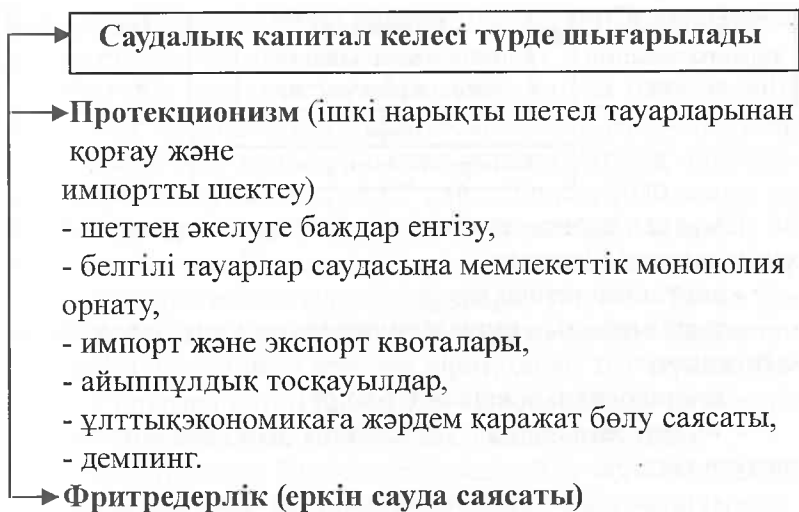 Саудалық капитал келесі түрде шығарылады
Протекционизм (ішкі нарықты шетел тауарларынан
қорғау және
импортты шектеу)
- шеттен әкелуге баждар енгізу,
- белгілі тауарлар саудасына мемлекеттік монополия
орнату,
- импорт және экспорт квоталары,
- айыппұлдық тосқауылдар,
- ұлттықэкономикаға жәрдем қаражат бөлу саясаты,
- демпинг.
Фритредерлік (еркін сауда саясаты)